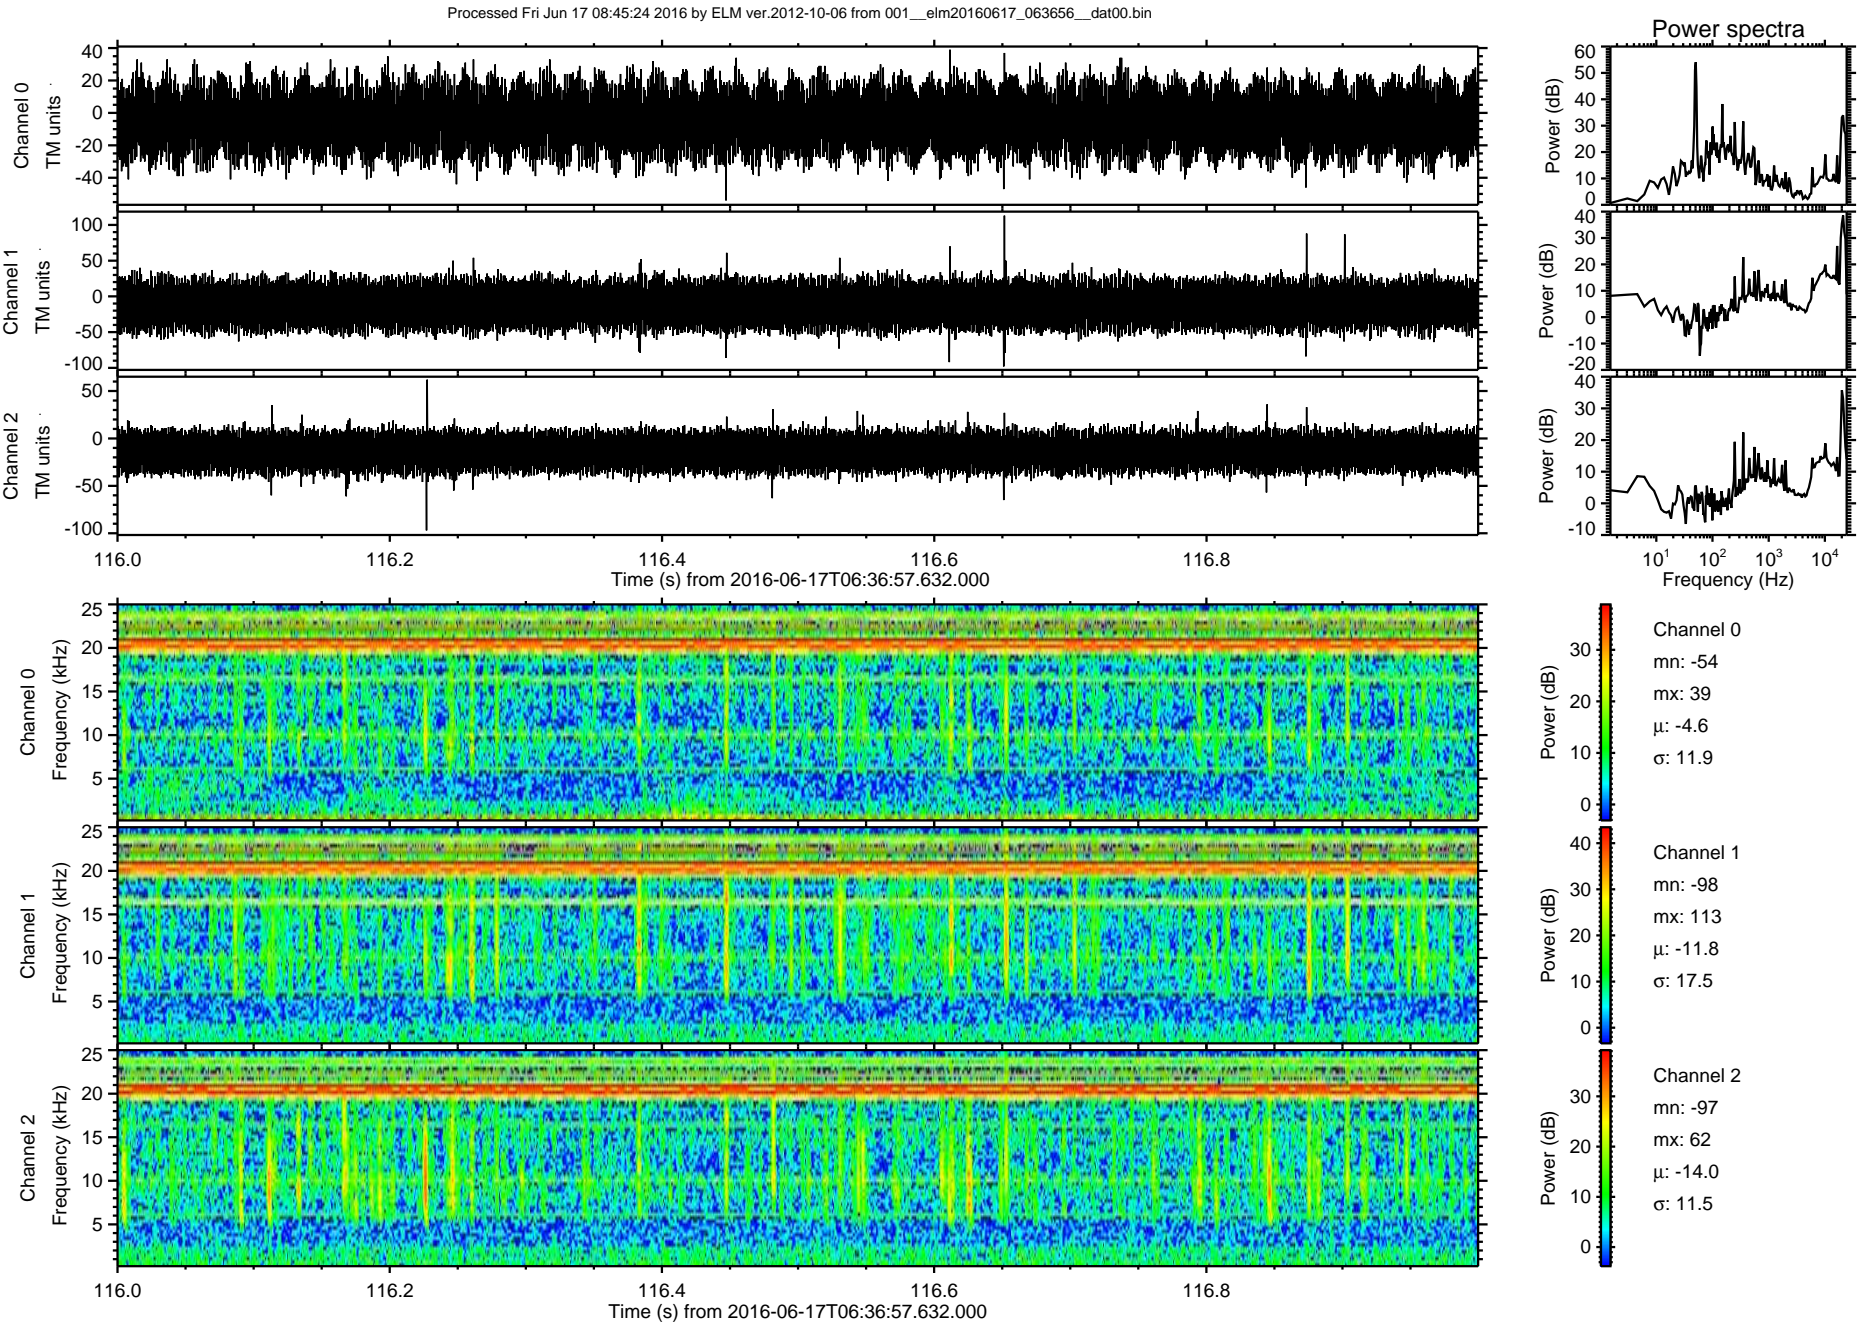 Processed Fri Jun 17 08:45:24 2016 by ELM ver.2012-10-06 from 001__elm20160617_063656__dat00.bin
Power spectra
Channel 0
TM units
40
20
0
-20
-40
Power (dB)
60
50
40
30
20
10
0
Channel 1
TM units
100
50
0
-50
-100
Power (dB)
40
30
20
10
0
-10
-20
Channel 2
TM units
50
0
-50
-100
Power (dB)
40
30
20
10
0
-10
116.0 116.2 116.4 116.6 116.8
Time (s) from 2016-06-17T06:36:57.632.000
10¹ 10² 10³ 10⁴
Frequency (Hz)
Channel 0
Frequency (kHz)
25
20
15
10
5
Power (dB)
30
20
10
0
Channel 0
mn: -54
mx: 39
μ: -4.6
σ: 11.9
Channel 1
Frequency (kHz)
25
20
15
10
5
Power (dB)
40
30
20
10
0
Channel 1
mn: -98
mx: 113
μ: -11.8
σ: 17.5
Channel 2
Frequency (kHz)
25
20
15
10
5
Power (dB)
30
20
10
0
Channel 2
mn: -97
mx: 62
μ: -14.0
σ: 11.5
116.0 116.2 116.4 116.6 116.8
Time (s) from 2016-06-17T06:36:57.632.000